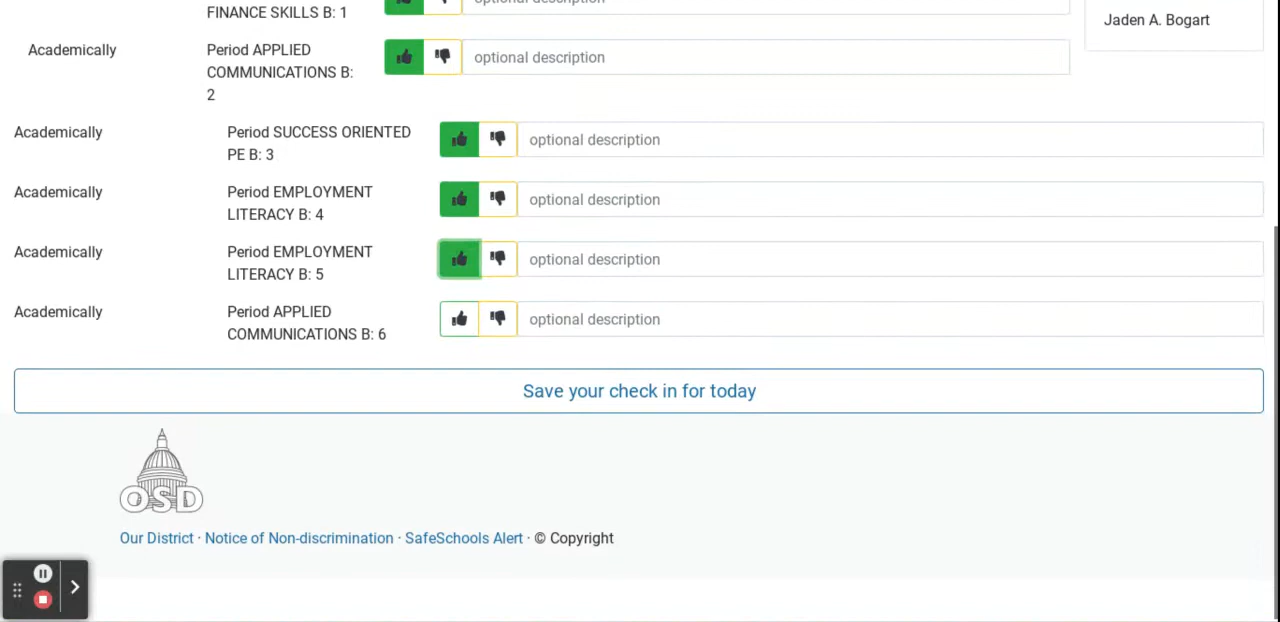 FINANCE SKILLS B: 1
Jaden A. Bogart
Academically
Period APPLIED
COMMUNICATIONS B:
2
optional description
Academically
Period SUCCESS ORIENTED
PE B: 3
optional description
Academically
Period EMPLOYMENT
LITERACY B: 4
optional description
Academically
Period EMPLOYMENT
LITERACY B: 5
optional description
Academically
Period APPLIED
COMMUNICATIONS B: 6
optional description
Save your check in for today
OSD
Our District · Notice of Non-discrimination · SafeSchools Alert · © Copyright